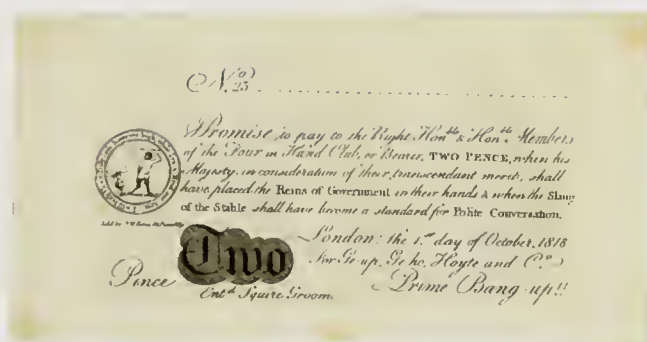 No. 25
I Promise to pay to the Right Honble & Honble Members
of the Four in Hand Club, or Bearer, TWO PENCE, when his
Majesty, in consideration of their transcendant merit, shall
have placed the Reins of Government in their hands & when the Slang
of the Stable shall have become a standard for Polite Conversation.
London: the 1st day of October, 1818
Two
For Ge-up, Ge ho, Hoyte and Co.
Pence
Entd Squire Groom
Prime Bang-up!!